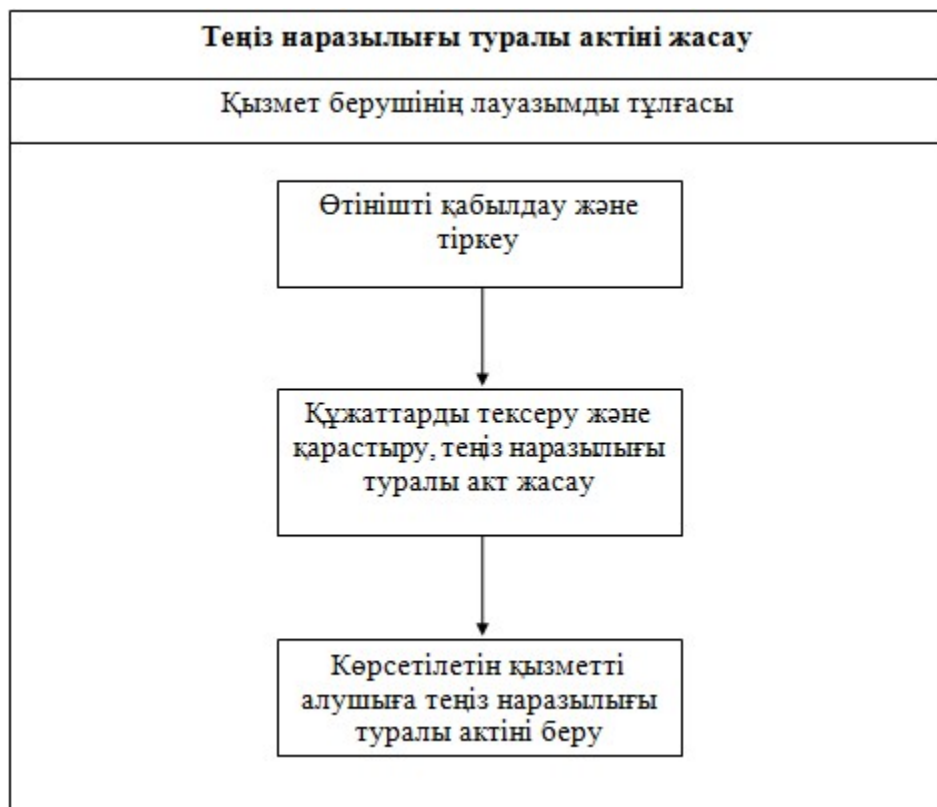 Теңіз наразылығы туралы актіні жасау
Қызмет берушінің лауазымды тұлғасы
Өтінішті қабылдау және
тіркеу
Құжаттарды тексеру және
қарастыру, теңіз наразылығы
туралы акт жасау
Көрсетілетін қызметті
алушыға теңіз наразылығы
туралы актіні беру